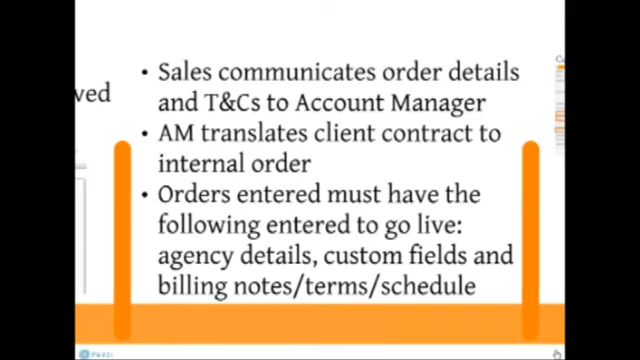 ved
• Sales communicates order details
and T&Cs to Account Manager
• AM translates client contract to
internal order
• Orders entered must have the
following entered to go live:
agency details, custom fields and
billing notes/terms/schedule